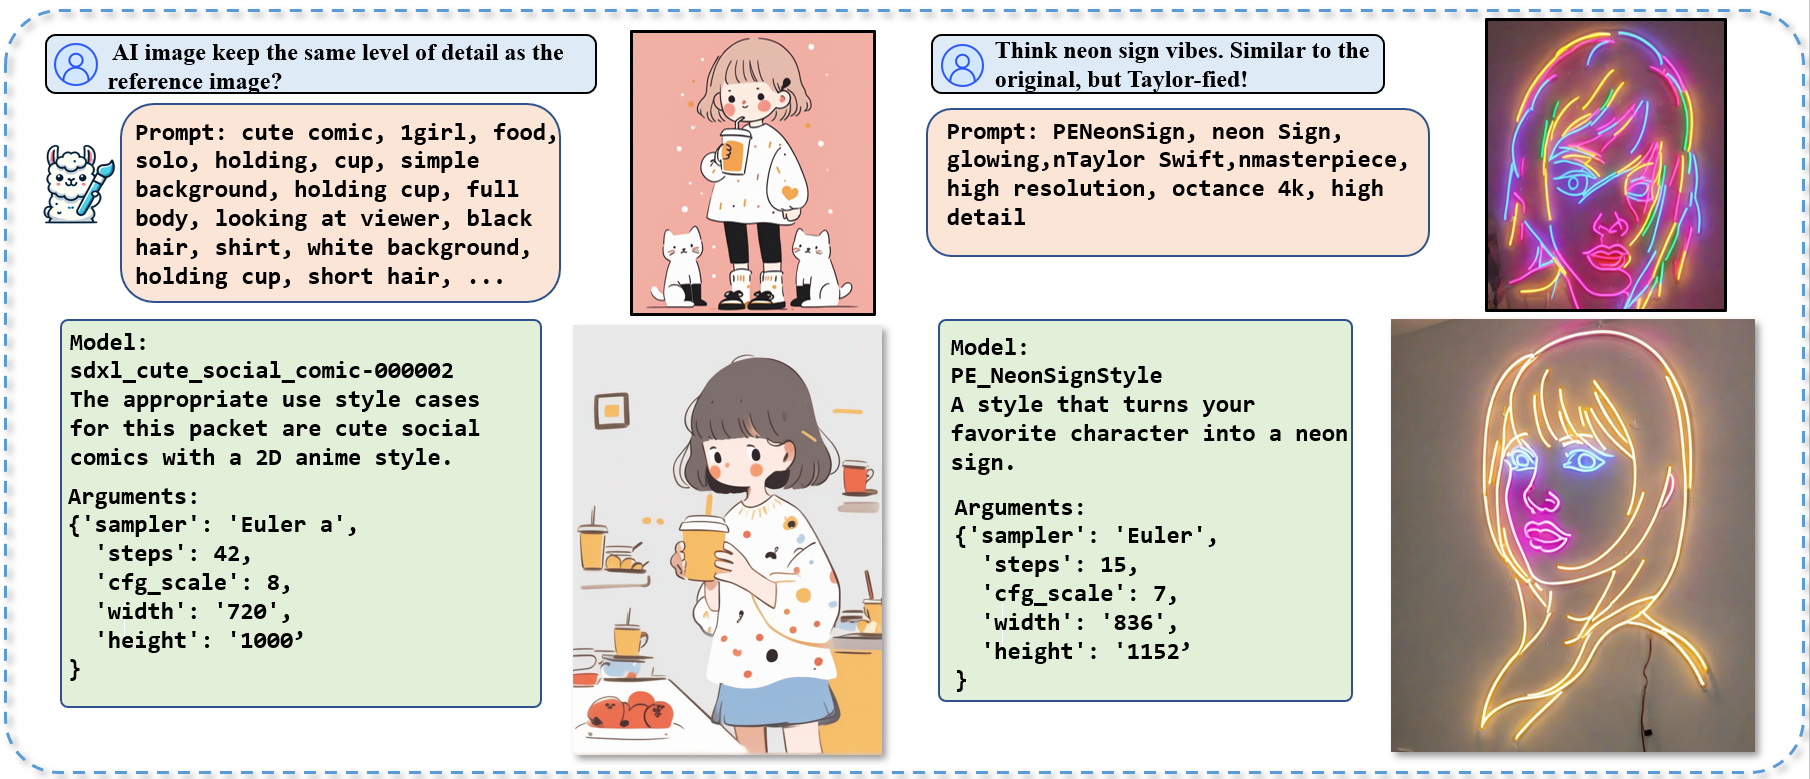 AI image keep the same level of detail as the
reference image?
Prompt: cute comic, 1girl, food,
solo, holding, cup, simple
background, holding cup, full
body, looking at viewer, black
hair, shirt, white background,
holding cup, short hair, ...
Model:
sdxl_cute_social_comic-000002
The appropriate use style cases
for this packet are cute social
comics with a 2D anime style.
Arguments:
{'sampler': 'Euler a',
'steps': 42,
'cfg_scale': 8,
'width': '720',
'height': '1000’
}
Think neon sign vibes. Similar to the
original, but Taylor-fied!
Prompt: PENeonSign, neon Sign,
glowing,nTaylor Swift,nmasterpiece,
high resolution, octance 4k, high
detail
Model:
PE_NeonSignStyle
A style that turns your
favorite character into a neon
sign.
Arguments:
{'sampler': 'Euler',
'steps': 15,
'cfg_scale': 7,
'width': '836',
'height': '1152’
}